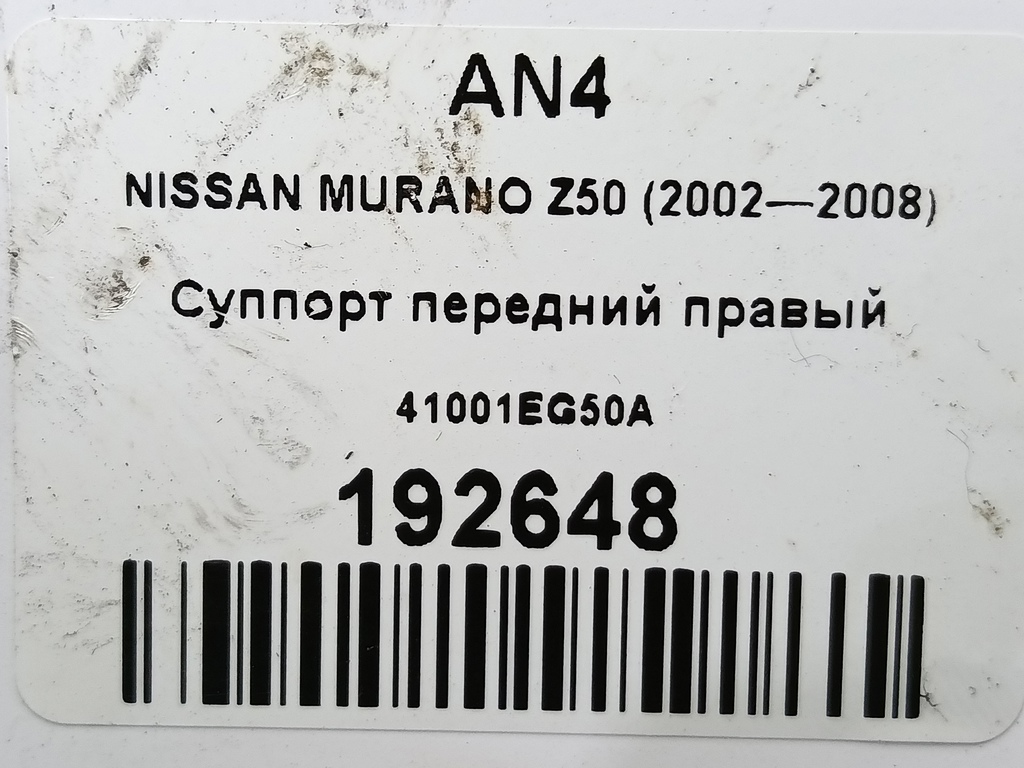 AN4
NISSAN MURANO Z50 (2002—2008)
Суппорт передний правый
41001EG50A
192648